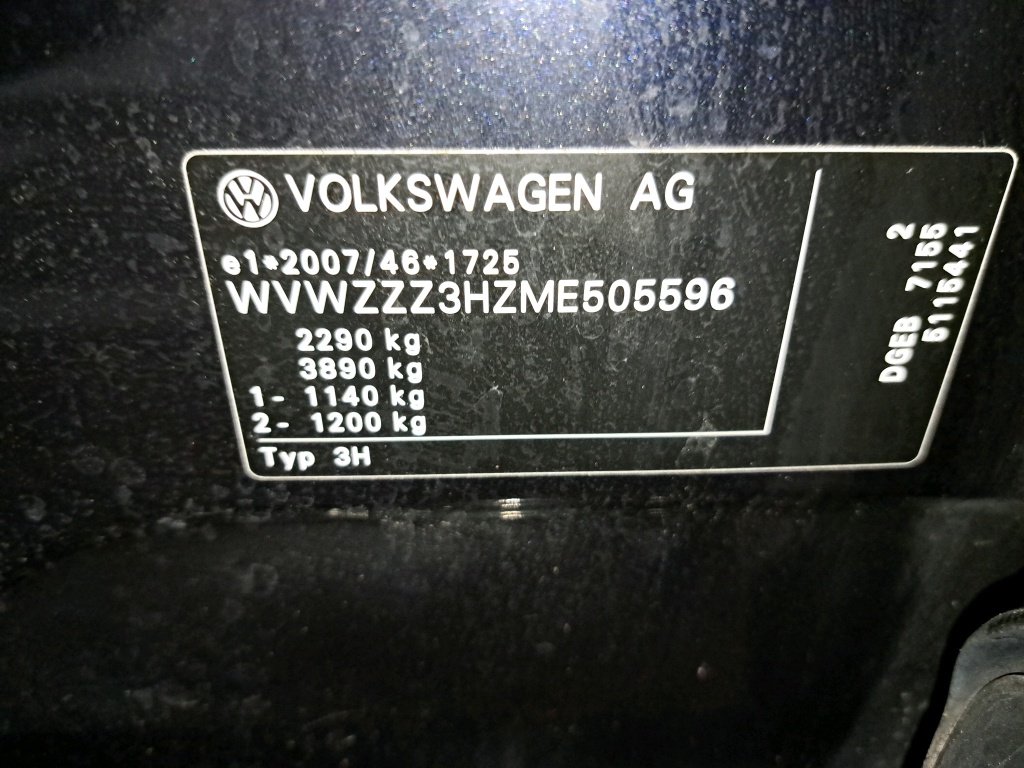 VOLKSWAGEN AG
e1*2007/46*1725
WVWZZZ3HZME505596
2290 kg
3890 kg
1- 1140 kg
2- 1200 kg
Typ 3H
2
DGEB 7155
5115441